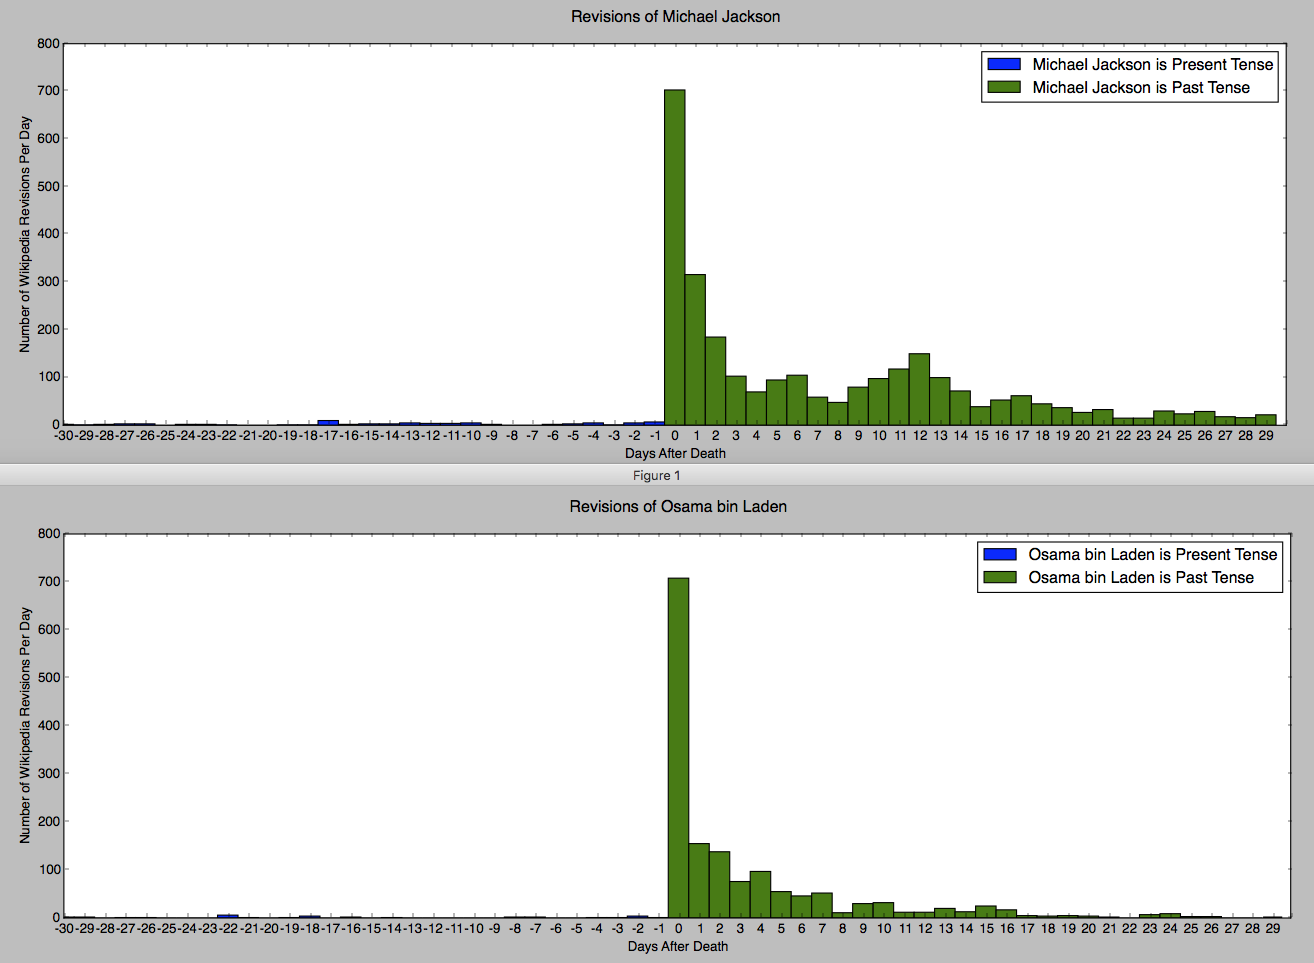 Revisions of Michael Jackson
800
700
600
500
400
300
200
100
0
Number of Wikipedia Revisions Per Day
Michael Jackson is Present Tense
Michael Jackson is Past Tense
-30 -29 -28 -27 -26 -25 -24 -23 -22 -21 -20 -19 -18 -17 -16 -15 -14 -13 -12 -11 -10 -9 -8 -7 -6 -5 -4 -3 -2 -1 0 1 2 3 4 5 6 7 8 9 10 11 12 13 14 15 16 17 18 19 20 21 22 23 24 25 26 27 28 29
Days After Death
Figure 1
Revisions of Osama bin Laden
800
700
600
500
400
300
200
100
0
Number of Wikipedia Revisions Per Day
Osama bin Laden is Present Tense
Osama bin Laden is Past Tense
-30 -29 -28 -27 -26 -25 -24 -23 -22 -21 -20 -19 -18 -17 -16 -15 -14 -13 -12 -11 -10 -9 -8 -7 -6 -5 -4 -3 -2 -1 0 1 2 3 4 5 6 7 8 9 10 11 12 13 14 15 16 17 18 19 20 21 22 23 24 25 26 27 28 29
Days After Death